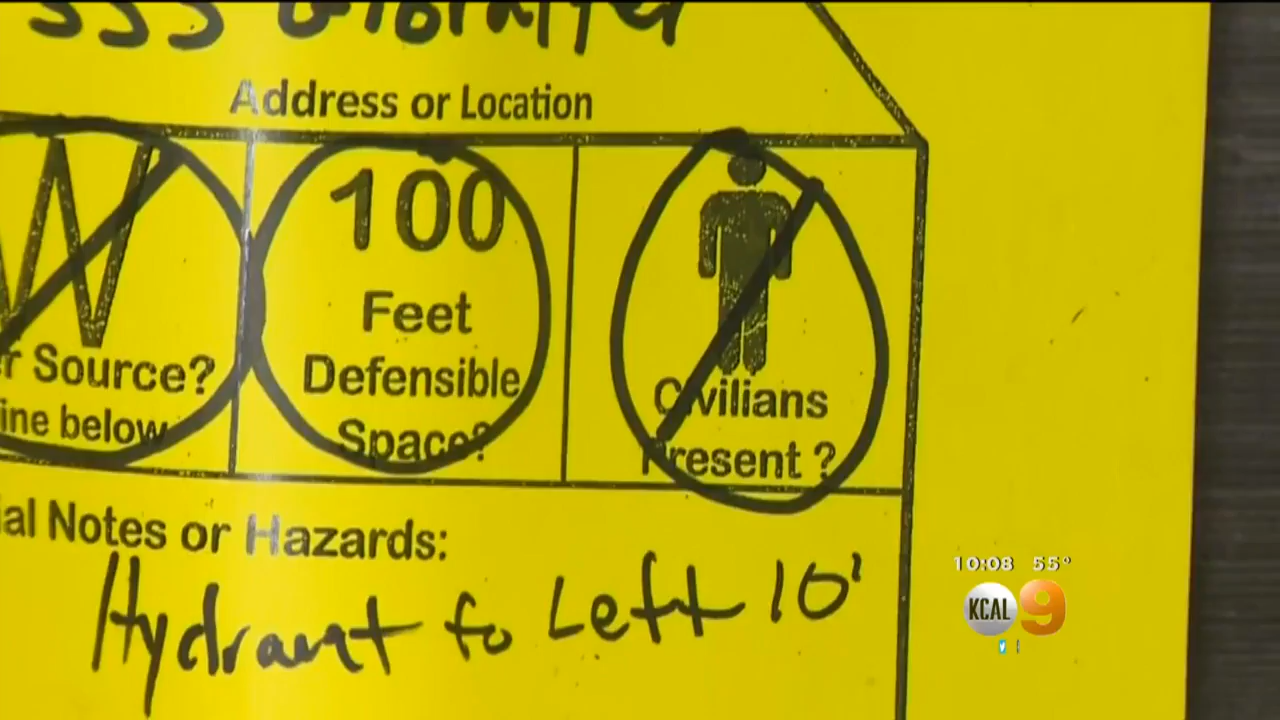 Address or Location
W
100
Feet
Defensible
Space?
Civilians
Present ?
r Source?
ine below
ial Notes or Hazards:
Hydrant to Left 10'
10:08 55°
KCAL 9